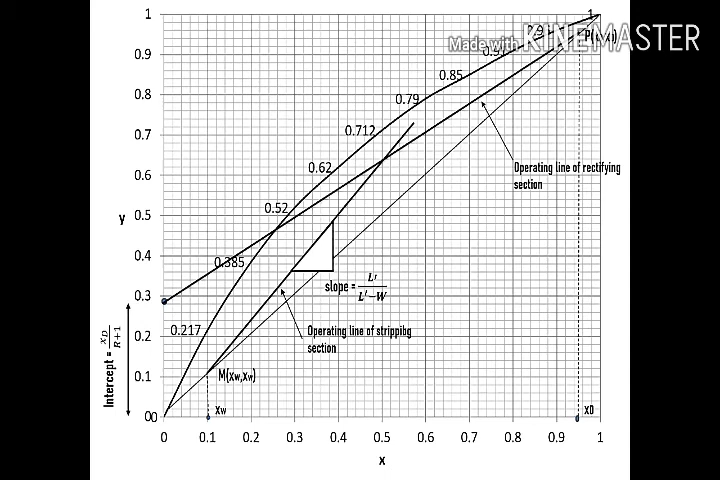 1
0.9
0.8
0.7
0.6
0.5
0.4
0.3
0.2
0.1
00
y
0 0.1 0.2 0.3 0.4 0.5 0.6 0.7 0.8 0.9 1
x
Made with KINEMASTER
1
0.91
0.85
0.79
0.712
0.62
0.52
0.385
0.217
Operating line of rectifying
section
slope = L'
L'−W
Operating line of strippibg
section
M(xw,xw)
xw
xD
Intercept = xD
R+1